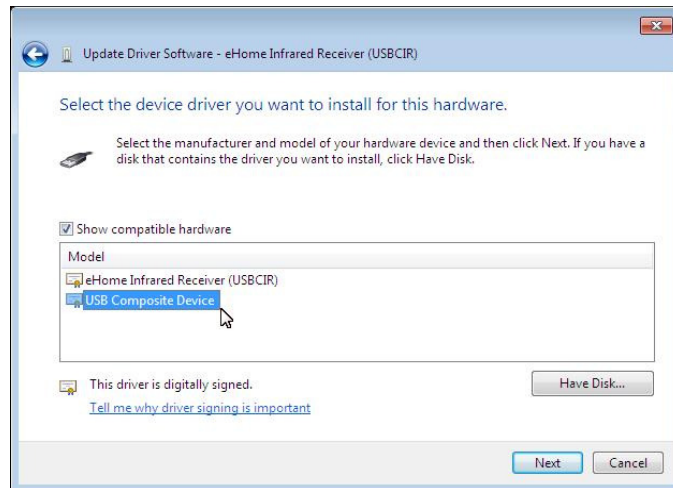 Update Driver Software - eHome Infrared Receiver (USBCIR)
Select the device driver you want to install for this hardware.
Select the manufacturer and model of your hardware device and then click Next. If you have a
disk that contains the driver you want to install, click Have Disk.
Show compatible hardware
Model
eHome Infrared Receiver (USBCIR)
USB Composite Device
This driver is digitally signed.
Have Disk...
Tell me why driver signing is important
Next
Cancel